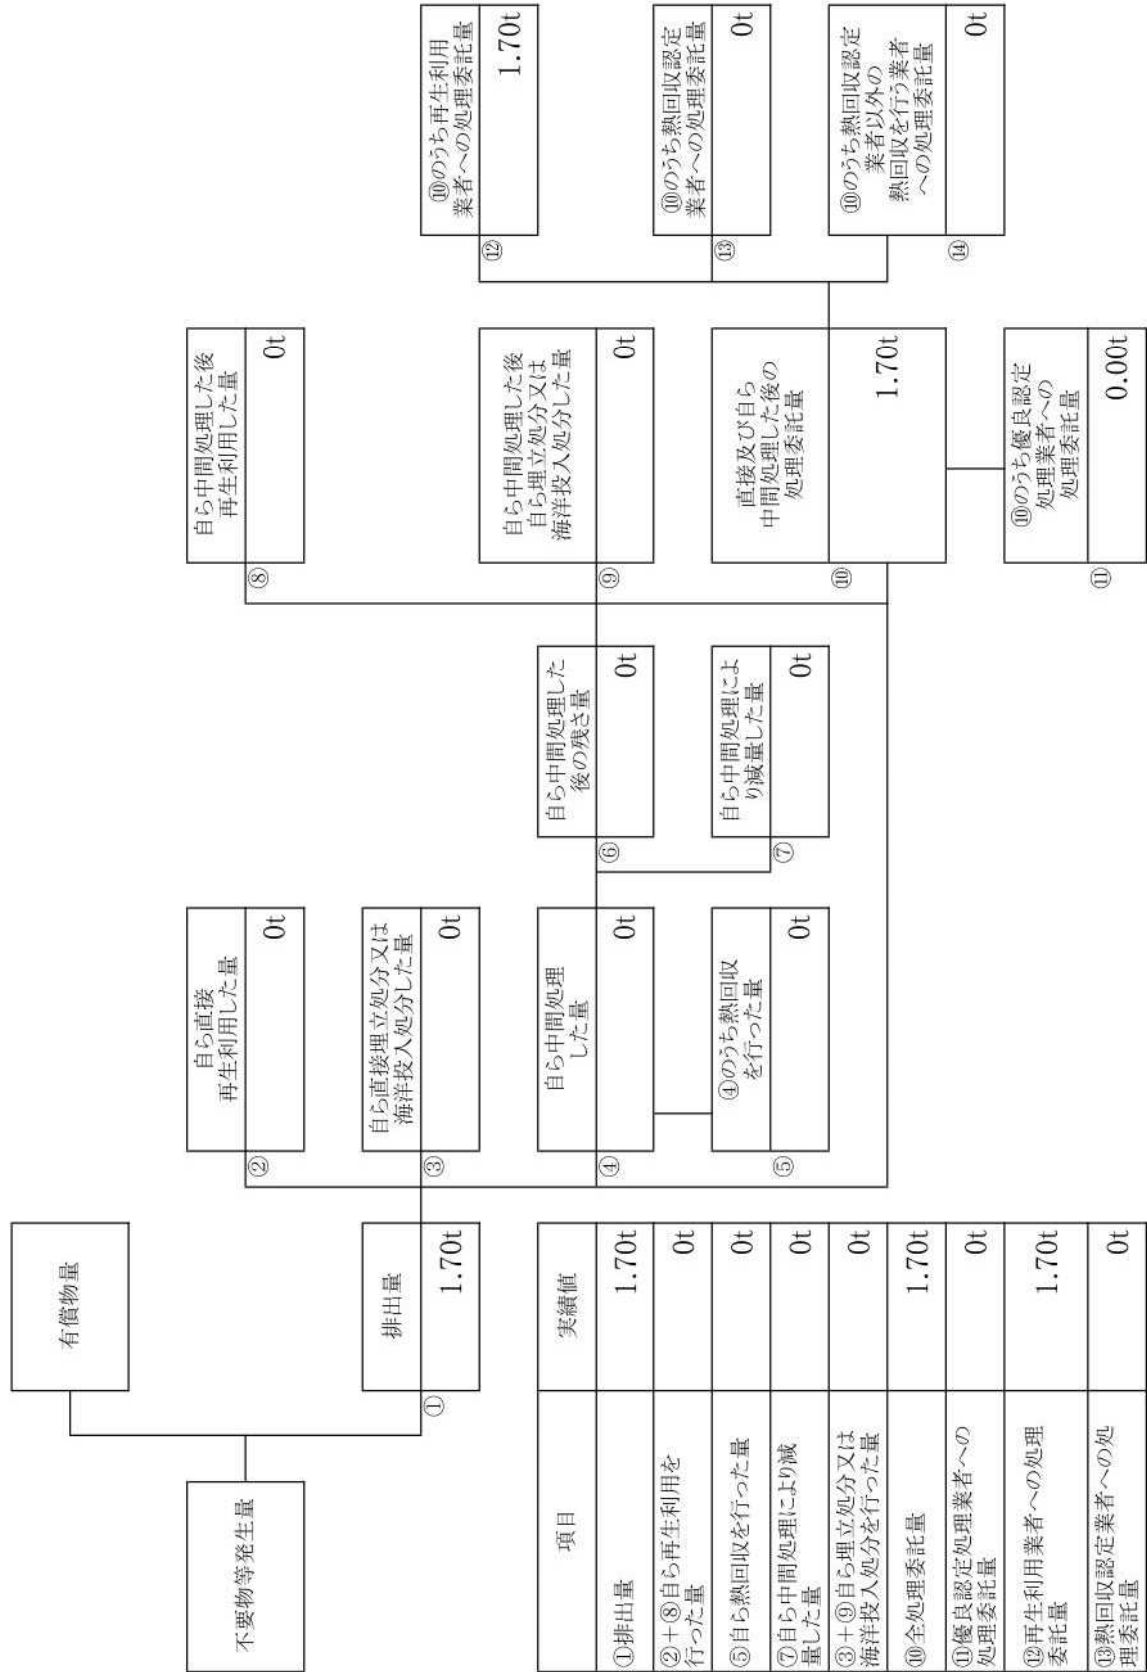 不要物等発生量
有償物量
排出量
①
1.70t
自ら直接
再生利用した量
②
0t
自ら直接埋立処分又は
海洋投入処分した量
③
0t
自ら中間処理
した量
④
0t
④のうち熱回収
を行った量
⑤
0t
自ら中間処理した
後の残さ量
⑥
0t
自ら中間処理によ
り減量した量
⑦
0t
自ら中間処理した後
再生利用した量
⑧
0t
自ら中間処理した後
自ら埋立処分又は
海洋投入処分した量
⑨
0t
直接及び自ら
中間処理した後の
処理委託量
⑩
1.70t
⑩のうち優良認定
処理業者への
処理委託量
⑪
0.00t
⑩のうち再生利用
業者への処理委託量
⑫
1.70t
⑩のうち熱回収認定
業者への処理委託量
⑬
0t
⑩のうち熱回収認定
業者以外の
熱回収を行う業者
への処理委託量
⑭
0t
項目 実績値
①排出量 1.70t
②+⑧自ら再生利用を
行った量
0t
⑤自ら熱回収を行った量 0t
⑦自ら中間処理により減
量した量
0t
③+⑨自ら埋立処分又は
海洋投入処分を行った量
0t
⑩全処理委託量 1.70t
⑪優良認定処理業者への
処理委託量
0t
⑫再生利用業者への処理
委託量
1.70t
⑬熱回収認定業者への処
理委託量
0t